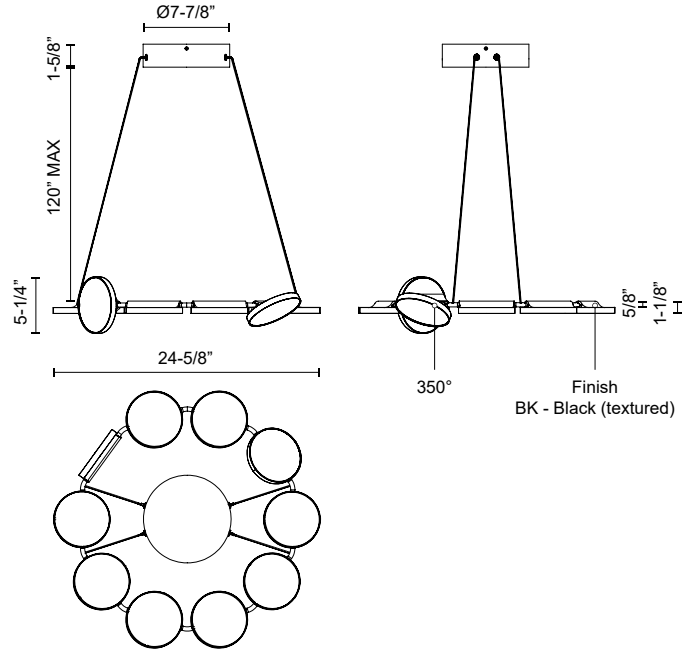 Ø7-7/8”
1-5/8”
120” MAX
5-1/4”
24-5/8”
5/8”
1-1/8”
350°
Finish
BK - Black (textured)